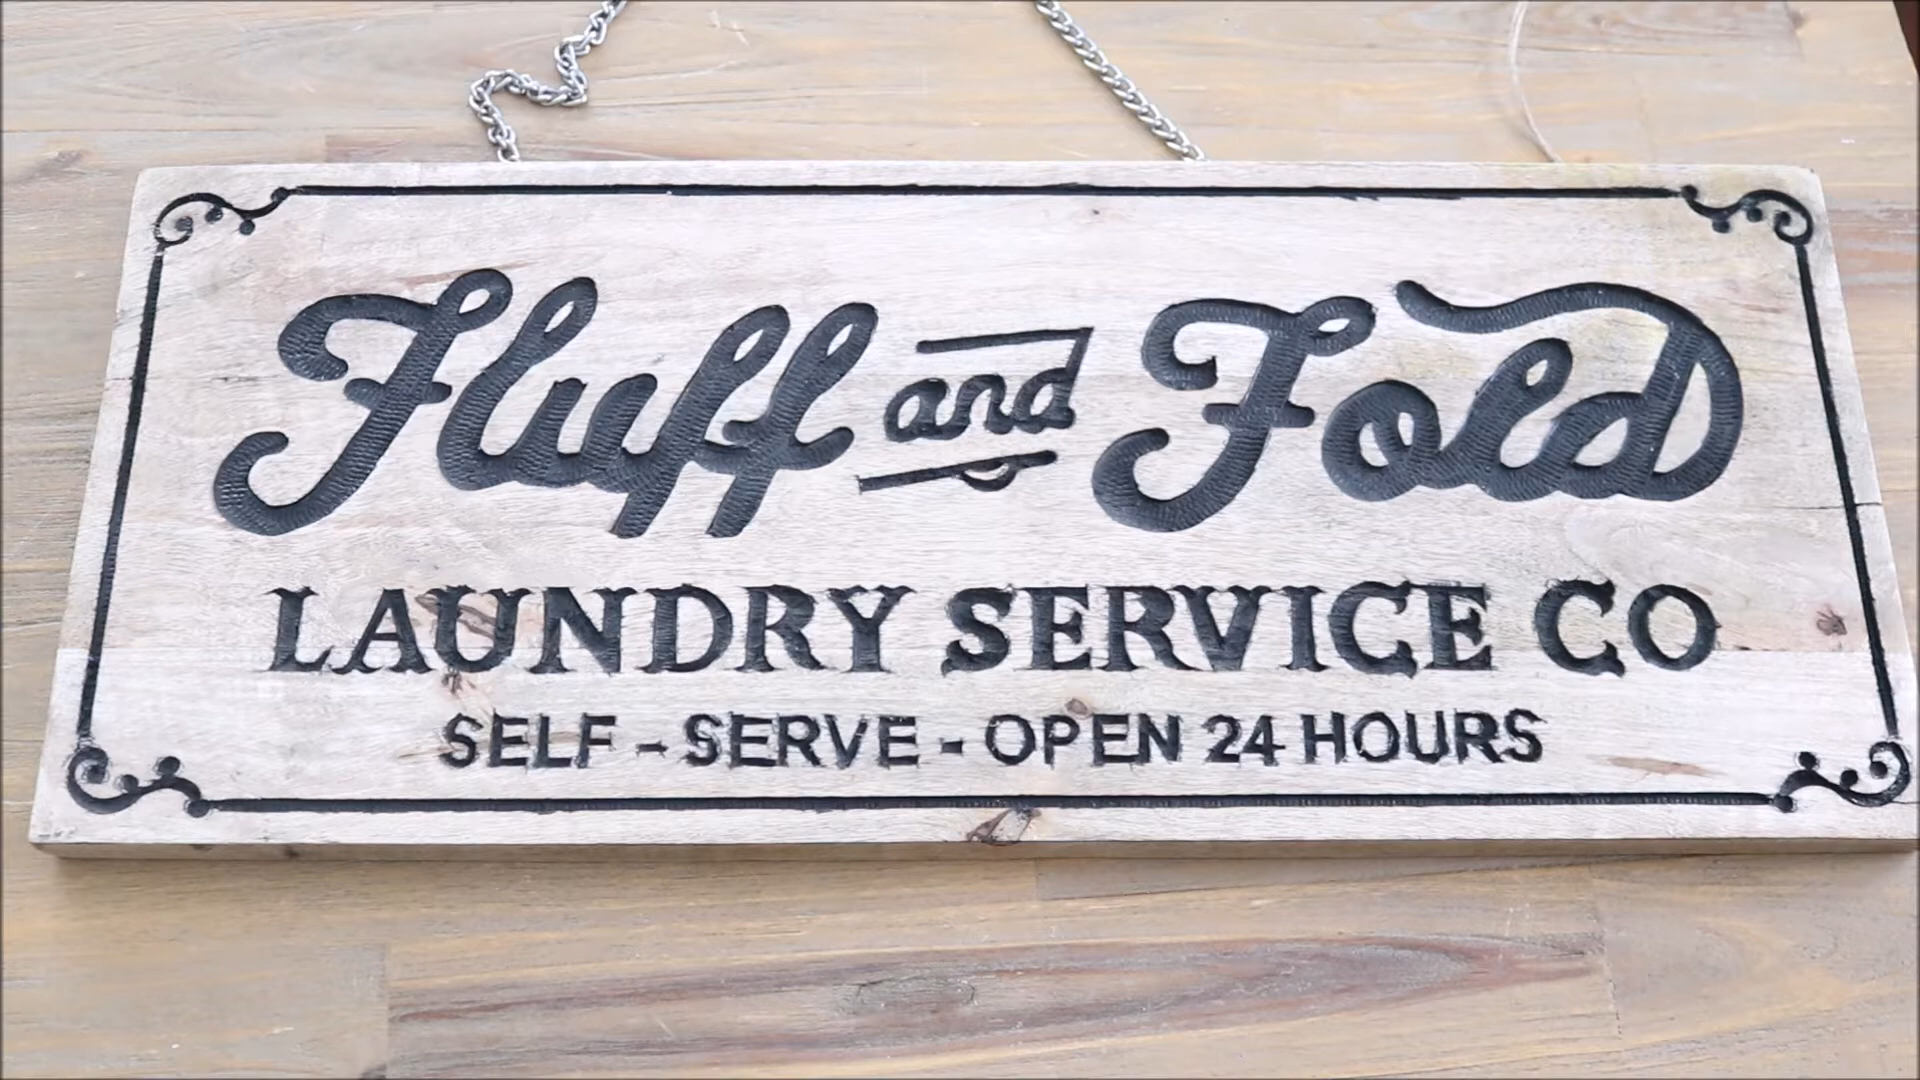 Fluff and Fold
LAUNDRY SERVICE CO
SELF - SERVE - OPEN 24 HOURS